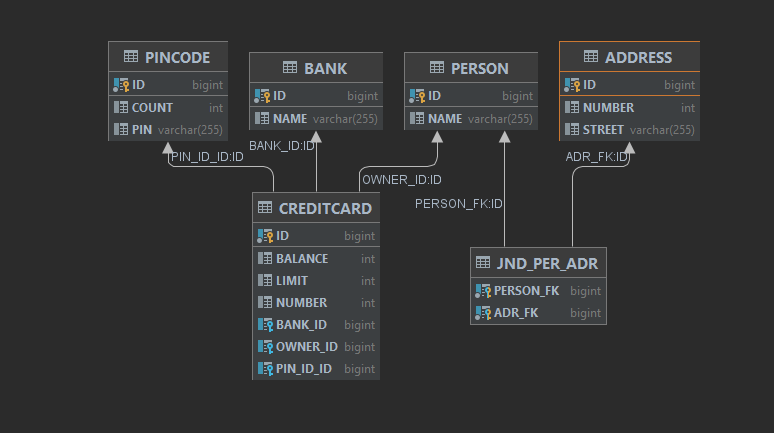 PINCODE
ID bigint
COUNT int
PIN varchar(255)
BANK
ID bigint
NAME varchar(255)
PERSON
ID bigint
NAME varchar(255)
ADDRESS
ID bigint
NUMBER int
STREET varchar(255)
PIN_ID_ID:ID
BANK_ID:ID
OWNER_ID:ID
PERSON_FK:ID
ADR_FK:ID
CREDITCARD
ID bigint
BALANCE int
LIMIT int
NUMBER int
BANK_ID bigint
OWNER_ID bigint
PIN_ID_ID bigint
JND_PER_ADR
PERSON_FK bigint
ADR_FK bigint